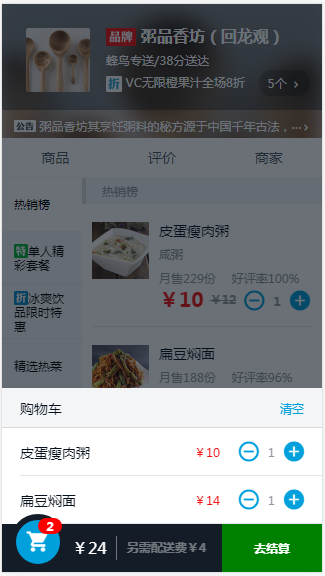 品牌 粥品香坊（回龙观）
蜂鸟专送/38分送达
折 VC无限橙果汁全场8折 5个 >
公告 粥品香坊其烹饪粥料的秘方源于中国千年古法，... >
商品 评价 商家
热销榜
热销榜
特单人精
彩套餐
折冰爽饮
品限时特
惠
精选热菜
皮蛋瘦肉粥
咸粥
月售229份 好评率100%
￥10 ￥12 1
扁豆焖面
月售188份 好评率96%
购物车 清空
皮蛋瘦肉粥 ￥10 1
扁豆焖面 ￥14 1
2 ￥24 另需配送费￥4 去结算